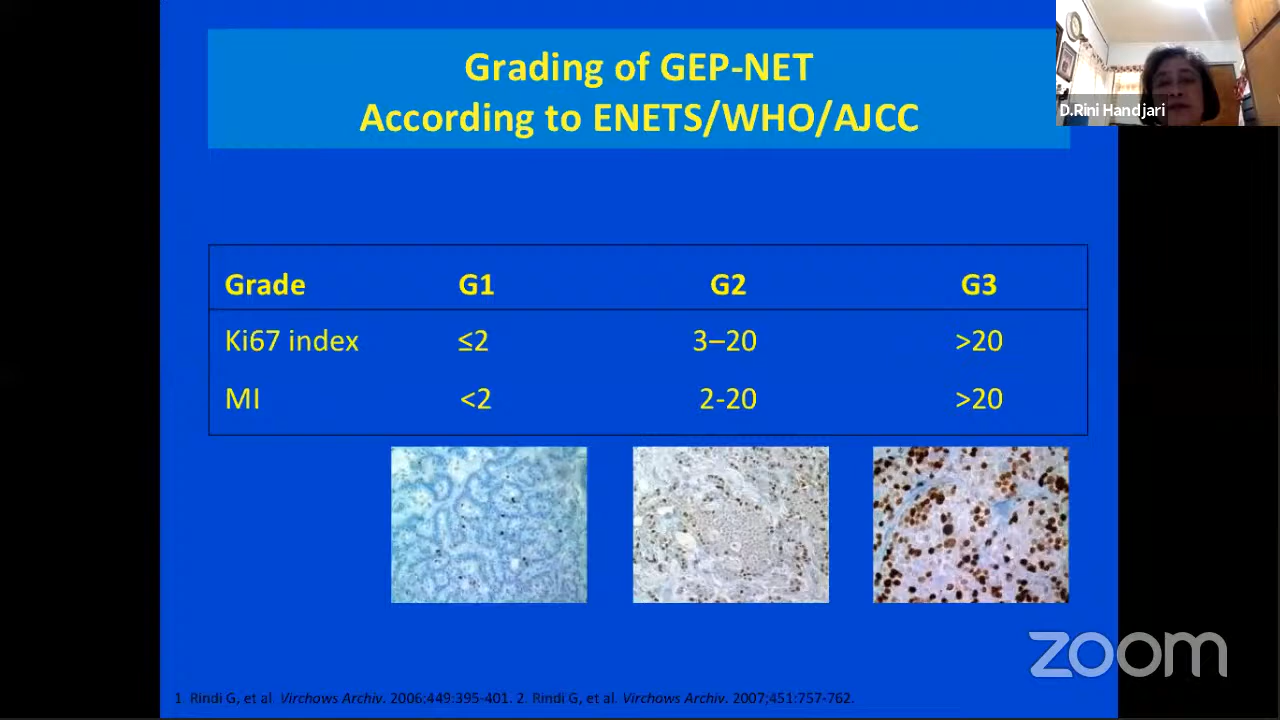 Grading of GEP-NET
According to ENETS/WHO/AJCC
D.Rini Handjari
Grade G1 G2 G3
Ki67 index ≤2 3–20 >20
MI <2 2-20 >20
zoom
1. Rindi G, et al. Virchows Archiv. 2006;449:395-401. 2. Rindi G, et al. Virchows Archiv. 2007;451:757-762.